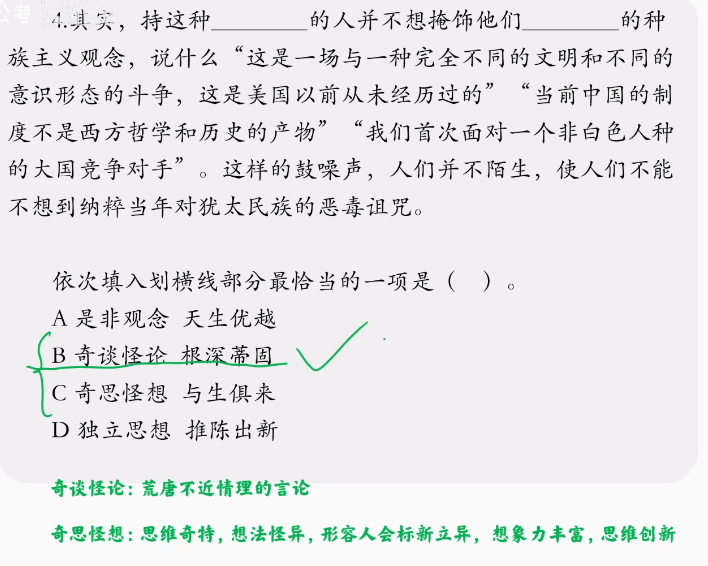 4.其实，持这种________的人并不想掩饰他们________的种
族主义观念，说什么“这是一场与一种完全不同的文明和不同的
意识形态的斗争，这是美国以前从未经历过的”“当前中国的制
度不是西方哲学和历史的产物”“我们首次面对一个非白色人种
的大国竞争对手”。这样的鼓噪声，人们并不陌生，使人们不能
不想到纳粹当年对犹太民族的恶毒诅咒。
依次填入划横线部分最恰当的一项是（ ）。
A 是非观念 天生优越
B 奇谈怪论 根深蒂固
C 奇思怪想 与生俱来
D 独立思想 推陈出新
奇谈怪论：荒唐不近情理的言论
奇思怪想：思维奇特，想法怪异，形容人会标新立异，想象力丰富，思维创新